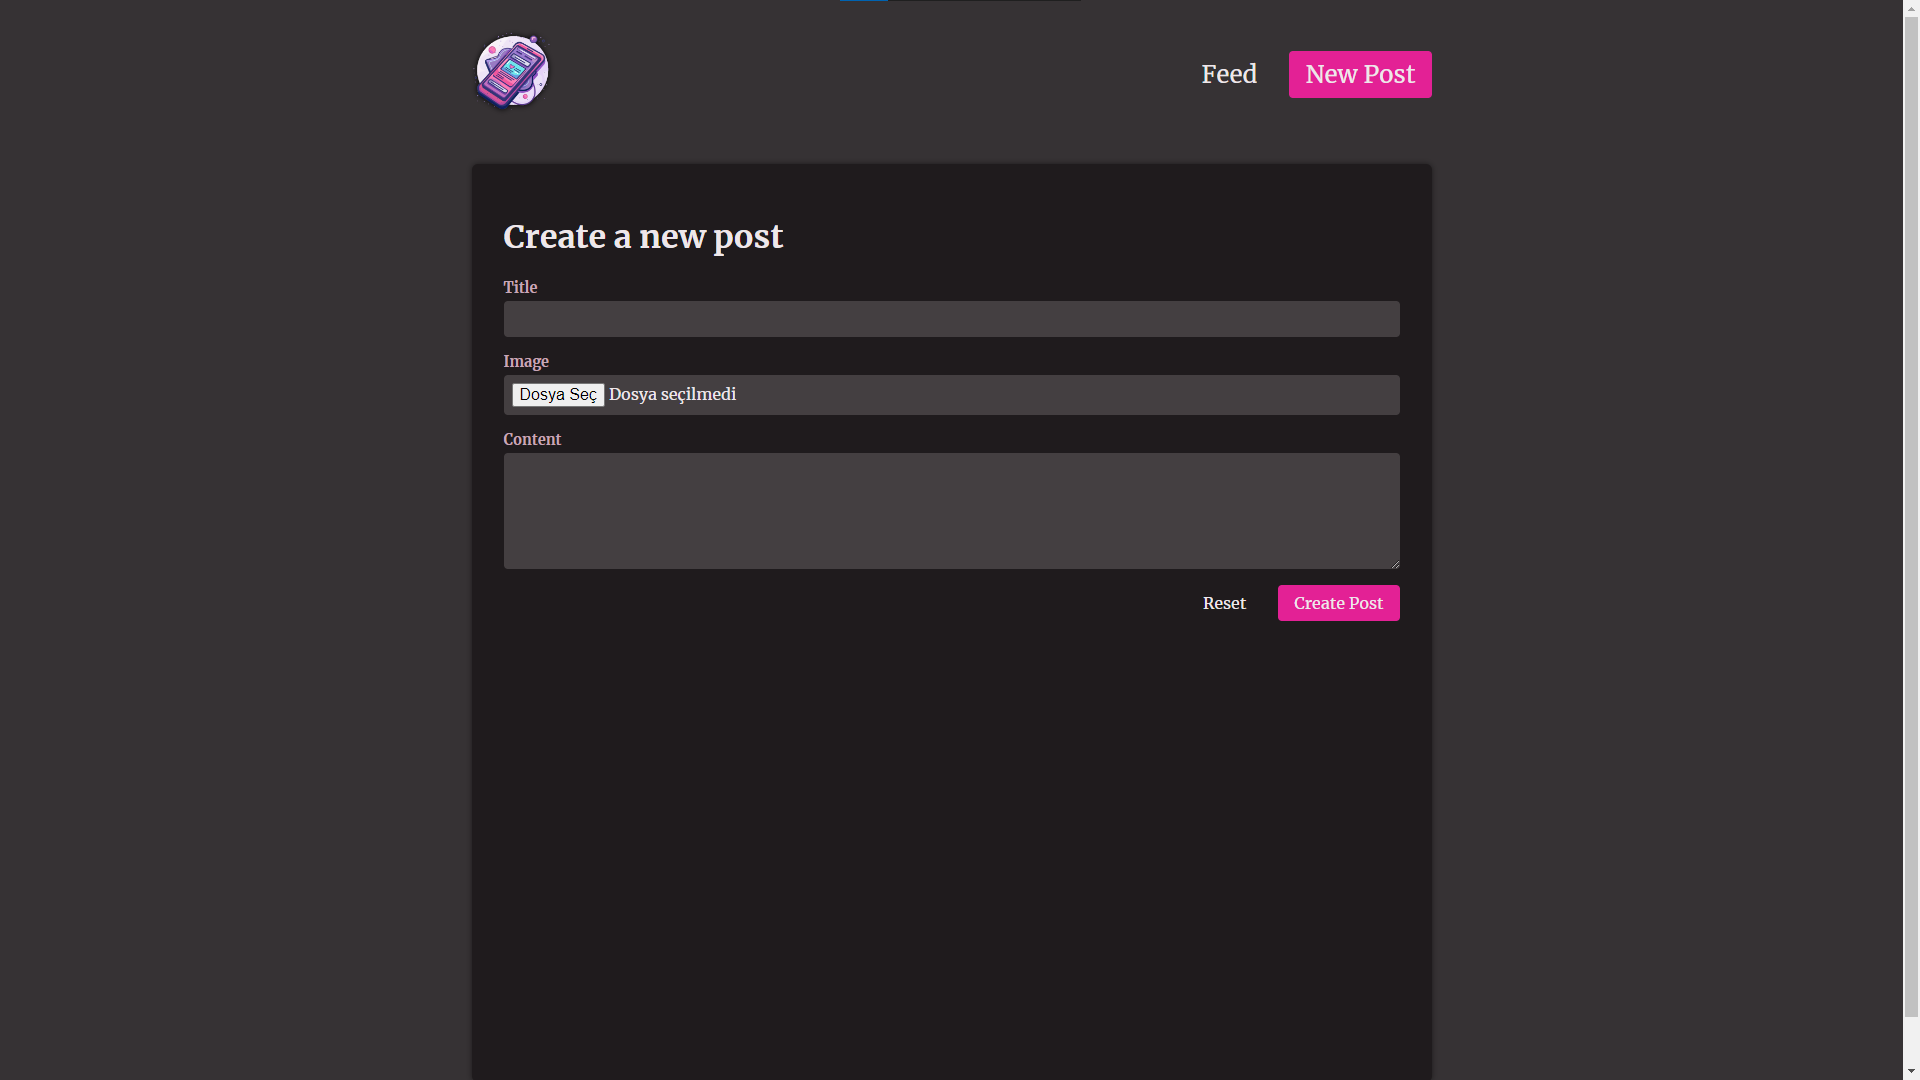 Feed New Post
Create a new post
Title
Image
Dosya Seç Dosya seçilmedi
Content
Reset Create Post